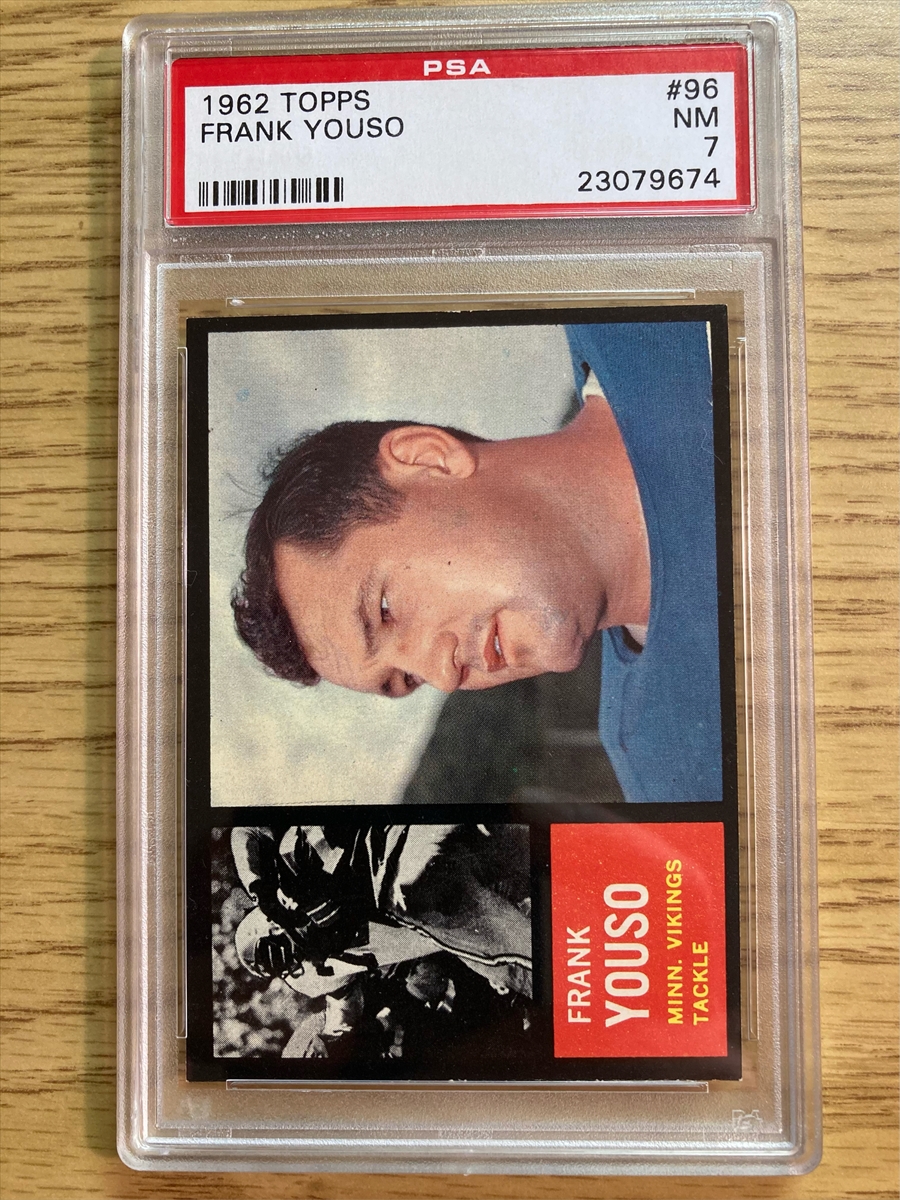 PSA
1962 TOPPS
#96
FRANK YOUSO
NM
7
23079674
FRANK
YOUSO
MINN. VIKINGS
TACKLE